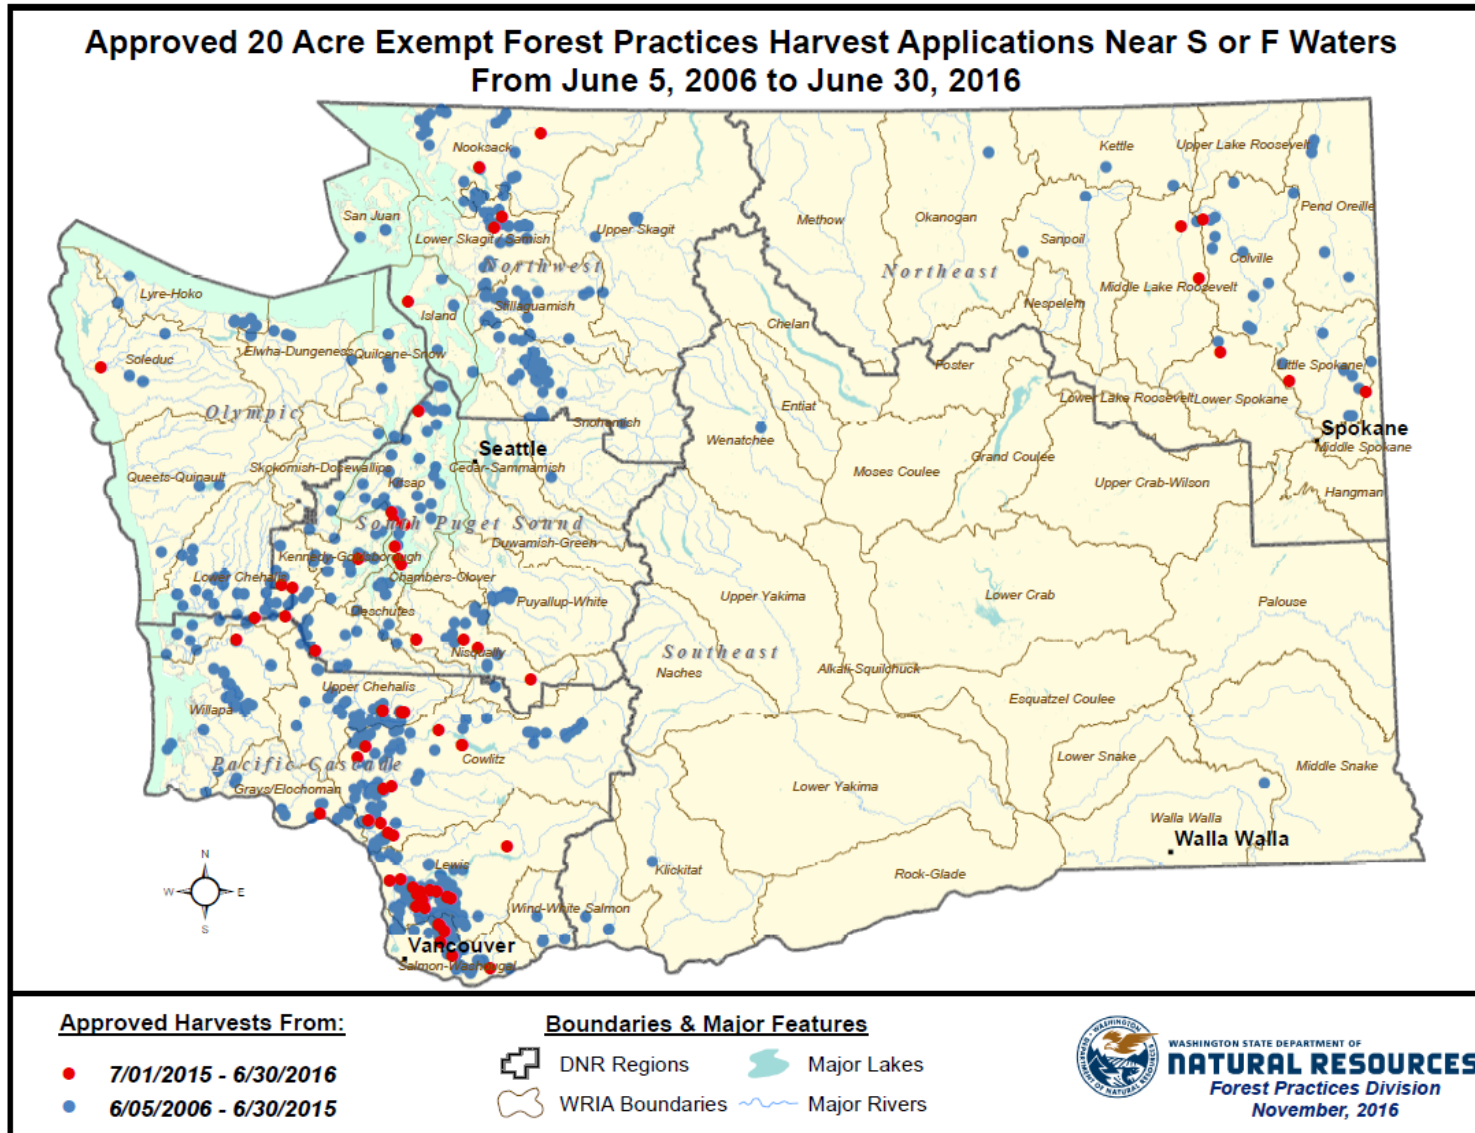 Approved 20 Acre Exempt Forest Practices Harvest Applications Near S or F Waters
From June 5, 2006 to June 30, 2016
Nooksack
Kettle
Upper Lake Roosevelt
San Juan
Lower Skagit / Samish
Upper Skagit
Methow
Okanogan
Sanpoil
Pend Oreille
Northwest
Northeast
Colville
Lyre-Hoko
Island
Stillaguamish
Chelan
Nespelem
Middle Lake Roosevelt
Soleduc
Elwha-Dungeness
Quilcene-Snow
Foster
Little Spokane
Olympic
Entiat
Lower Lake Roosevelt
Lower Spokane
Snohomish
Seattle
Wenatchee
Spokane
Middle Spokane
Skokomish-Dosewallips
Cedar-Sammamish
Queets-Quinault
Kitsap
Moses Coulee
Grand Coulee
Upper Crab-Wilson
Hangman
South Puget Sound
Duwamish-Green
Kennedy-Goldsborough
Lower Chehalis
Chambers-Clover
Deschutes
Puyallup-White
Upper Yakima
Lower Crab
Palouse
Nisqually
Southeast
Naches
Alkali-Squilchuck
Upper Chehalis
Willapa
Esquatzel Coulee
Pacific Cascade
Cowlitz
Lower Snake
Middle Snake
Grays/Elochoman
Lower Yakima
Walla Walla
Walla Walla
Lewis
Klickitat
Rock-Glade
Wind-White Salmon
Vancouver
Salmon-Washougal
N
W
E
S
Approved Harvests From:
7/01/2015 - 6/30/2016
6/05/2006 - 6/30/2015
Boundaries & Major Features
DNR Regions
Major Lakes
WRIA Boundaries
Major Rivers
WASHINGTON STATE DEPARTMENT OF
NATURAL RESOURCES
Forest Practices Division
November, 2016
WASHINGTON
DEPARTMENT OF NATURAL RESOURCES